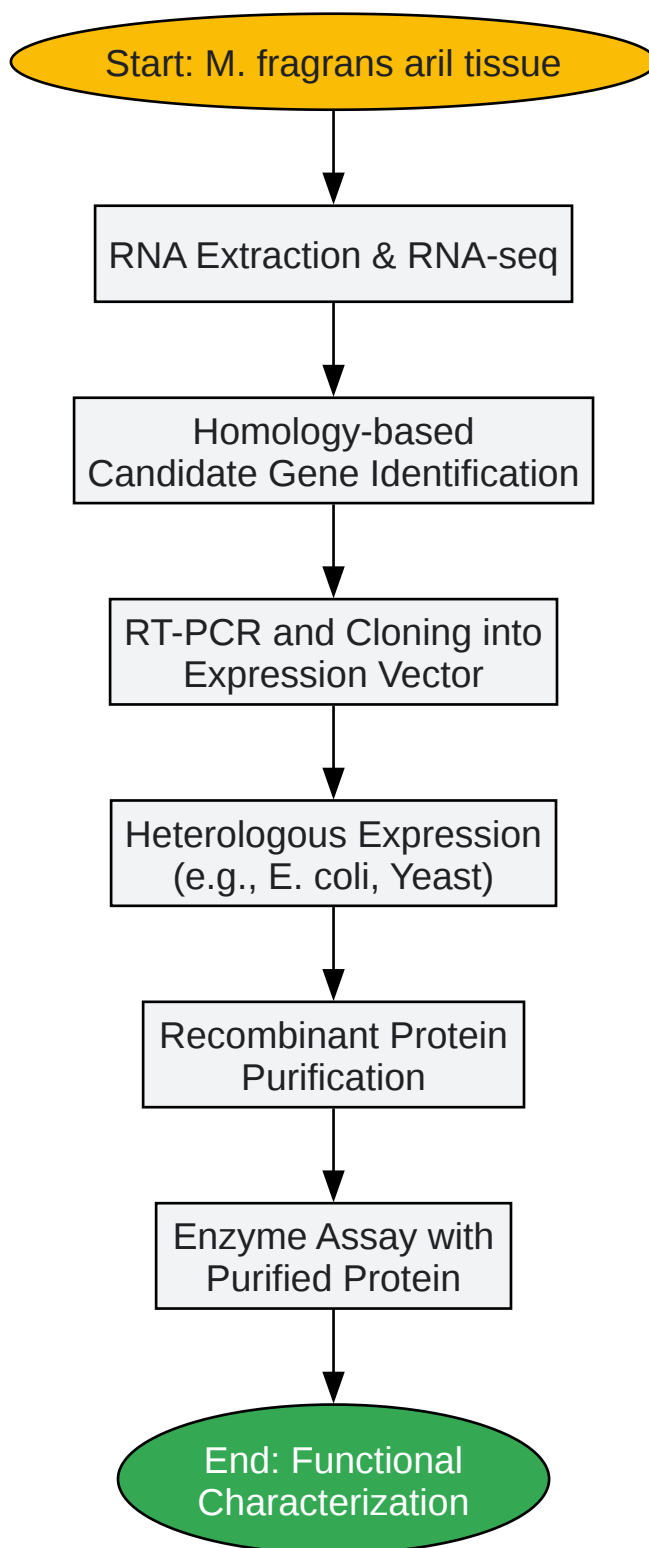 Start: M. fragrans aril tissue
RNA Extraction & RNA-seq
Homology-based
Candidate Gene Identification
RT-PCR and Cloning into
Expression Vector
Heterologous Expression
(e.g., E. coli, Yeast)
Recombinant Protein
Purification
Enzyme Assay with
Purified Protein
End: Functional
Characterization